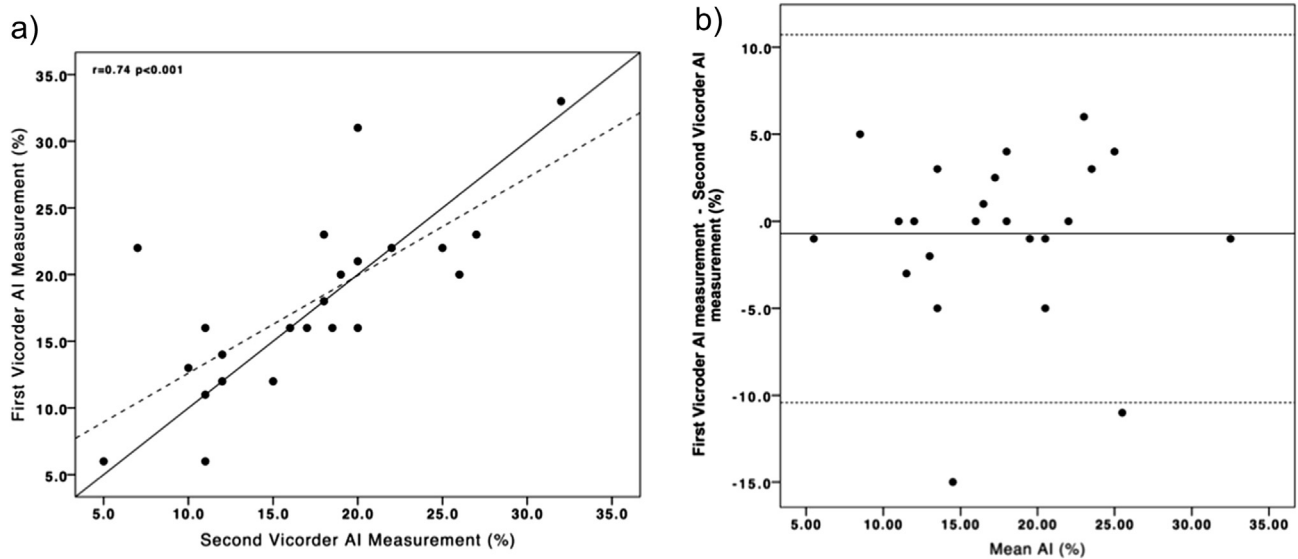 a)
r=0.74 p<0.001
35.0
30.0
25.0
20.0
15.0
10.0
5.0
First Vicorder AI Measurement (%)
5.0 10.0 15.0 20.0 25.0 30.0 35.0
Second Vicorder AI Measurement (%)
b)
10.0
5.0
.0
-5.0
-10.0
-15.0
First Vicroder AI measurement - Second Vicorder AI
measurement (%)
5.00 10.00 15.00 20.00 25.00 30.00 35.00
Mean AI (%)